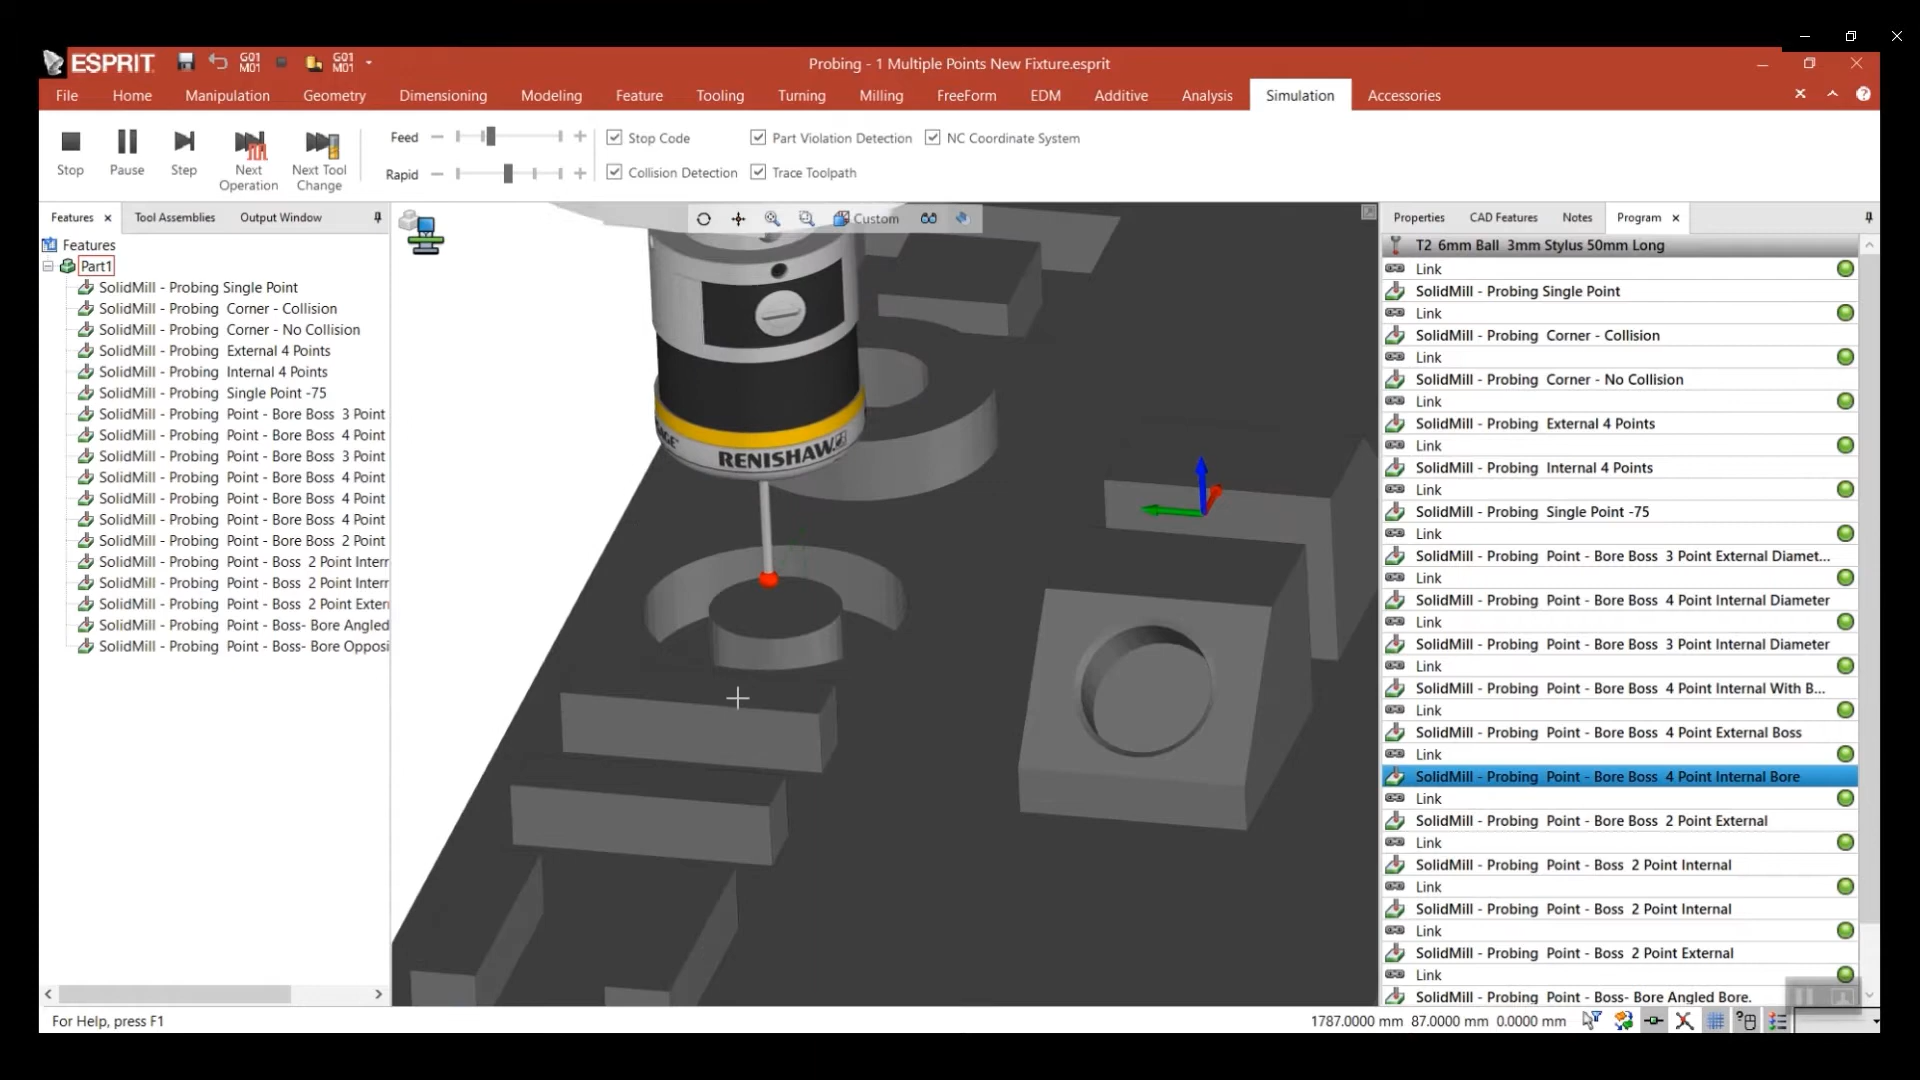 ESPRIT
G01
M01
G01
M01
Probing - 1 Multiple Points New Fixture.esprit
File Home Manipulation Geometry Dimensioning Modeling Feature Tooling Turning Milling FreeForm EDM Additive Analysis Simulation Accessories
Stop
Pause
Step
Next
Operation
Next Tool
Change
Feed
Rapid
Stop Code
Part Violation Detection
NC Coordinate System
Collision Detection
Trace Toolpath
Features Tool Assemblies Output Window
Features
Part1
SolidMill - Probing Single Point
SolidMill - Probing Corner - Collision
SolidMill - Probing Corner - No Collision
SolidMill - Probing External 4 Points
SolidMill - Probing Internal 4 Points
SolidMill - Probing Single Point -75
SolidMill - Probing Point - Bore Boss 3 Point
SolidMill - Probing Point - Bore Boss 4 Point
SolidMill - Probing Point - Bore Boss 3 Point
SolidMill - Probing Point - Bore Boss 4 Point
SolidMill - Probing Point - Bore Boss 4 Point
SolidMill - Probing Point - Bore Boss 4 Point
SolidMill - Probing Point - Bore Boss 2 Point
SolidMill - Probing Point - Boss 2 Point Intern
SolidMill - Probing Point - Boss 2 Point Intern
SolidMill - Probing Point - Boss 2 Point Exter
SolidMill - Probing Point - Boss- Bore Angled
SolidMill - Probing Point - Boss- Bore Opposi
Custom
RENISHAW
Properties CAD Features Notes Program
T2 6mm Ball 3mm Stylus 50mm Long
Link
SolidMill - Probing Single Point
Link
SolidMill - Probing Corner - Collision
Link
SolidMill - Probing Corner - No Collision
Link
SolidMill - Probing External 4 Points
Link
SolidMill - Probing Internal 4 Points
Link
SolidMill - Probing Single Point -75
Link
SolidMill - Probing Point - Bore Boss 3 Point External Diamet...
Link
SolidMill - Probing Point - Bore Boss 4 Point Internal Diameter
Link
SolidMill - Probing Point - Bore Boss 3 Point Internal Diameter
Link
SolidMill - Probing Point - Bore Boss 4 Point Internal With B...
Link
SolidMill - Probing Point - Bore Boss 4 Point External Boss
Link
SolidMill - Probing Point - Bore Boss 4 Point Internal Bore
Link
SolidMill - Probing Point - Bore Boss 2 Point External
Link
SolidMill - Probing Point - Boss 2 Point Internal
Link
SolidMill - Probing Point - Boss 2 Point Internal
Link
SolidMill - Probing Point - Boss 2 Point External
Link
SolidMill - Probing Point - Boss- Bore Angled Bore.
For Help, press F1
1787.0000 mm 87.0000 mm 0.0000 mm